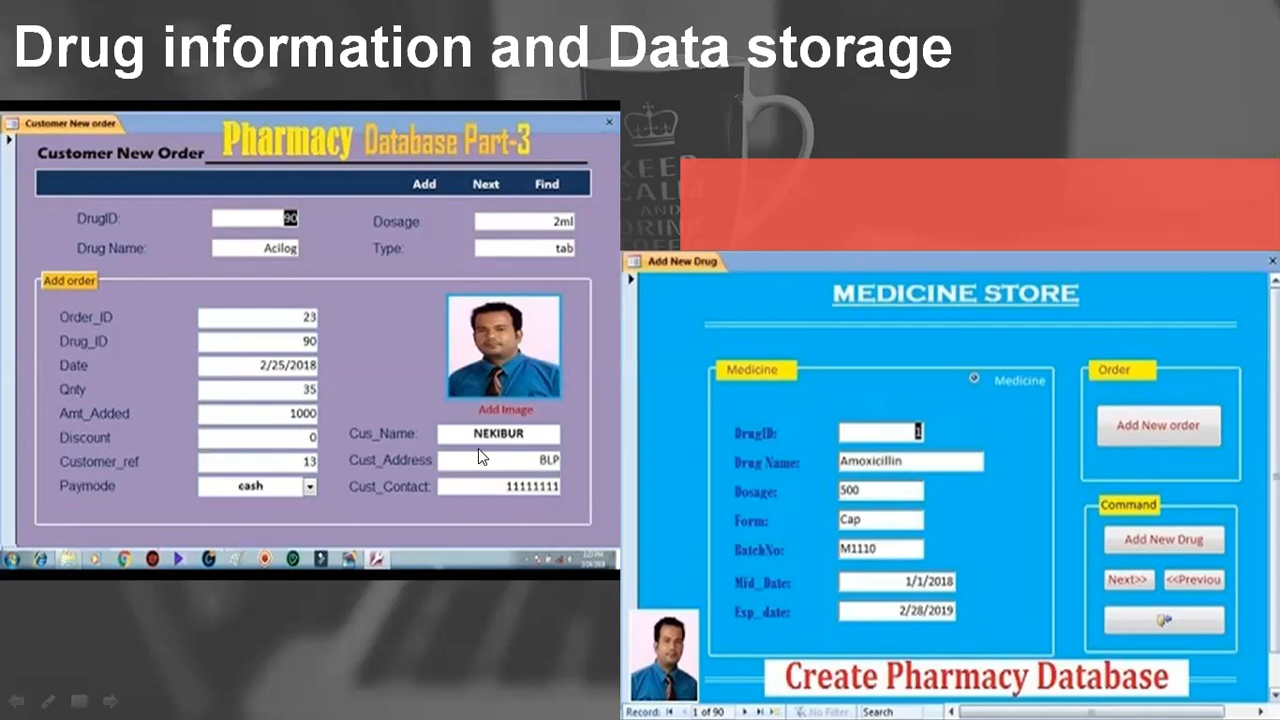 Drug information and Data storage
KEEP
CALM
AND
DRINK
Customer New order
Pharmacy Database Part-3
Customer New Order
Add Next Find
DrugID: 90
Dosage: 2ml
Drug Name: Acilog
Type: tab
Add order
Order_ID 23
Drug_ID 90
Date 2/25/2018
Qnty 35
Amt_Added 1000
Discount 0
Customer_ref 13
Paymode cash
Add Image
Cus_Name: NEKIBUR
Cust_Address: BLP
Cust_Contact: 11111111
Add New Drug
MEDICINE STORE
Medicine
Medicine
DrugID: 1
Drug Name: Amoxicillin
Dosage: 500
Form: Cap
BatchNo: M1110
Mfd_Date: 1/1/2018
Exp_date: 2/28/2019
Order
Add New order
Command
Add New Drug
Next>> <<Previou
Create Pharmacy Database
Record: 1 of 90 No Filter Search